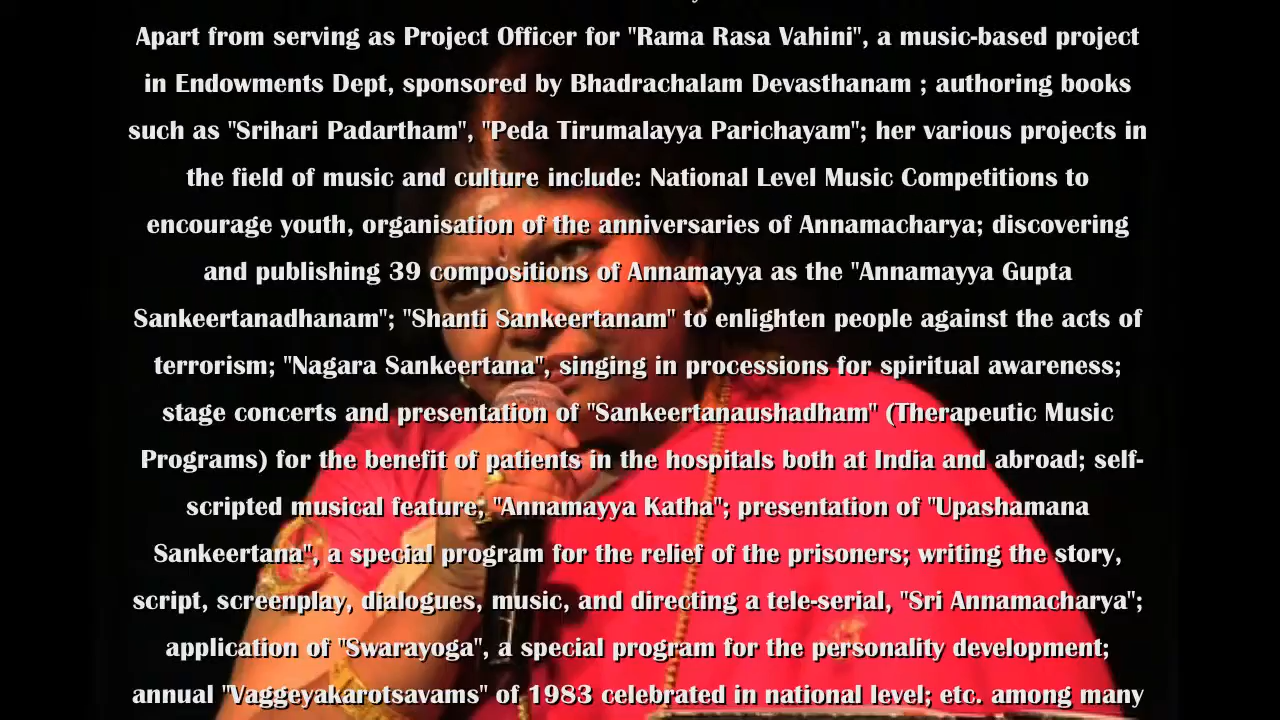 Apart from serving as Project Officer for "Rama Rasa Vahini", a music-based project
in Endowments Dept, sponsored by Bhadrachalam Devasthanam ; authoring books
such as "Srihari Padartham", "Peda Tirumalayya Parichayam"; her various projects in
the field of music and culture include: National Level Music Competitions to
encourage youth, organisation of the anniversaries of Annamacharya; discovering
and publishing 39 compositions of Annamayya as the "Annamayya Gupta
Sankeertanadhanam"; "Shanti Sankeertanam" to enlighten people against the acts of
terrorism; "Nagara Sankeertana", singing in processions for spiritual awareness;
stage concerts and presentation of "Sankeertanaushadham" (Therapeutic Music
Programs) for the benefit of patients in the hospitals both at India and abroad; self-
scripted musical feature; "Annamayya Katha"; presentation of "Upashamana
Sankeertana", a special program for the relief of the prisoners; writing the story,
script, screenplay, dialogues, music, and directing a tele-serial, "Sri Annamacharya";
application of "Swarayoga", a special program for the personality development;
annual "Vaggeyakarotsavams" of 1983 celebrated in national level; etc. among many